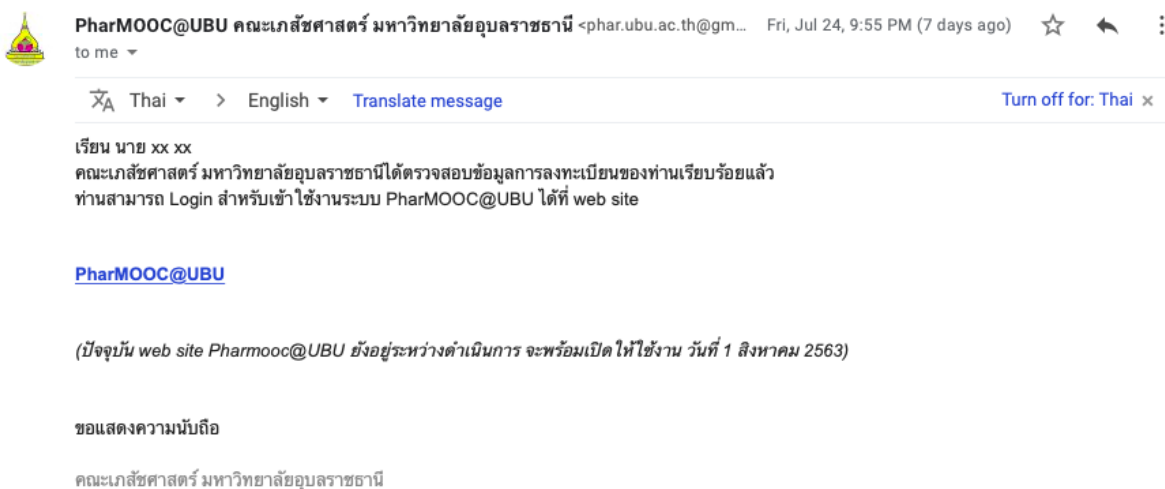 PharMOOC@UBU คณะเภสัชศาสตร์ มหาวิทยาลัยอุบลราชธานี <phar.ubu.ac.th@gm... Fri, Jul 24, 9:55 PM (7 days ago)
to me
Thai > English Translate message Turn off for: Thai ×
เรียน นาย xx xx
คณะเภสัชศาสตร์ มหาวิทยาลัยอุบลราชธานีได้ตรวจสอบข้อมูลการลงทะเบียนของท่านเรียบร้อยแล้ว
ท่านสามารถ Login สำหรับเข้าใช้งานระบบ PharMOOC@UBU ได้ที่ web site
PharMOOC@UBU
(ปัจจุบัน web site Pharmooc@UBU ยังอยู่ระหว่างดำเนินการ จะพร้อมเปิดให้ใช้งาน วันที่ 1 สิงหาคม 2563)
ขอแสดงความนับถือ
คณะเภสัชศาสตร์ มหาวิทยาลัยอุบลราชธานี